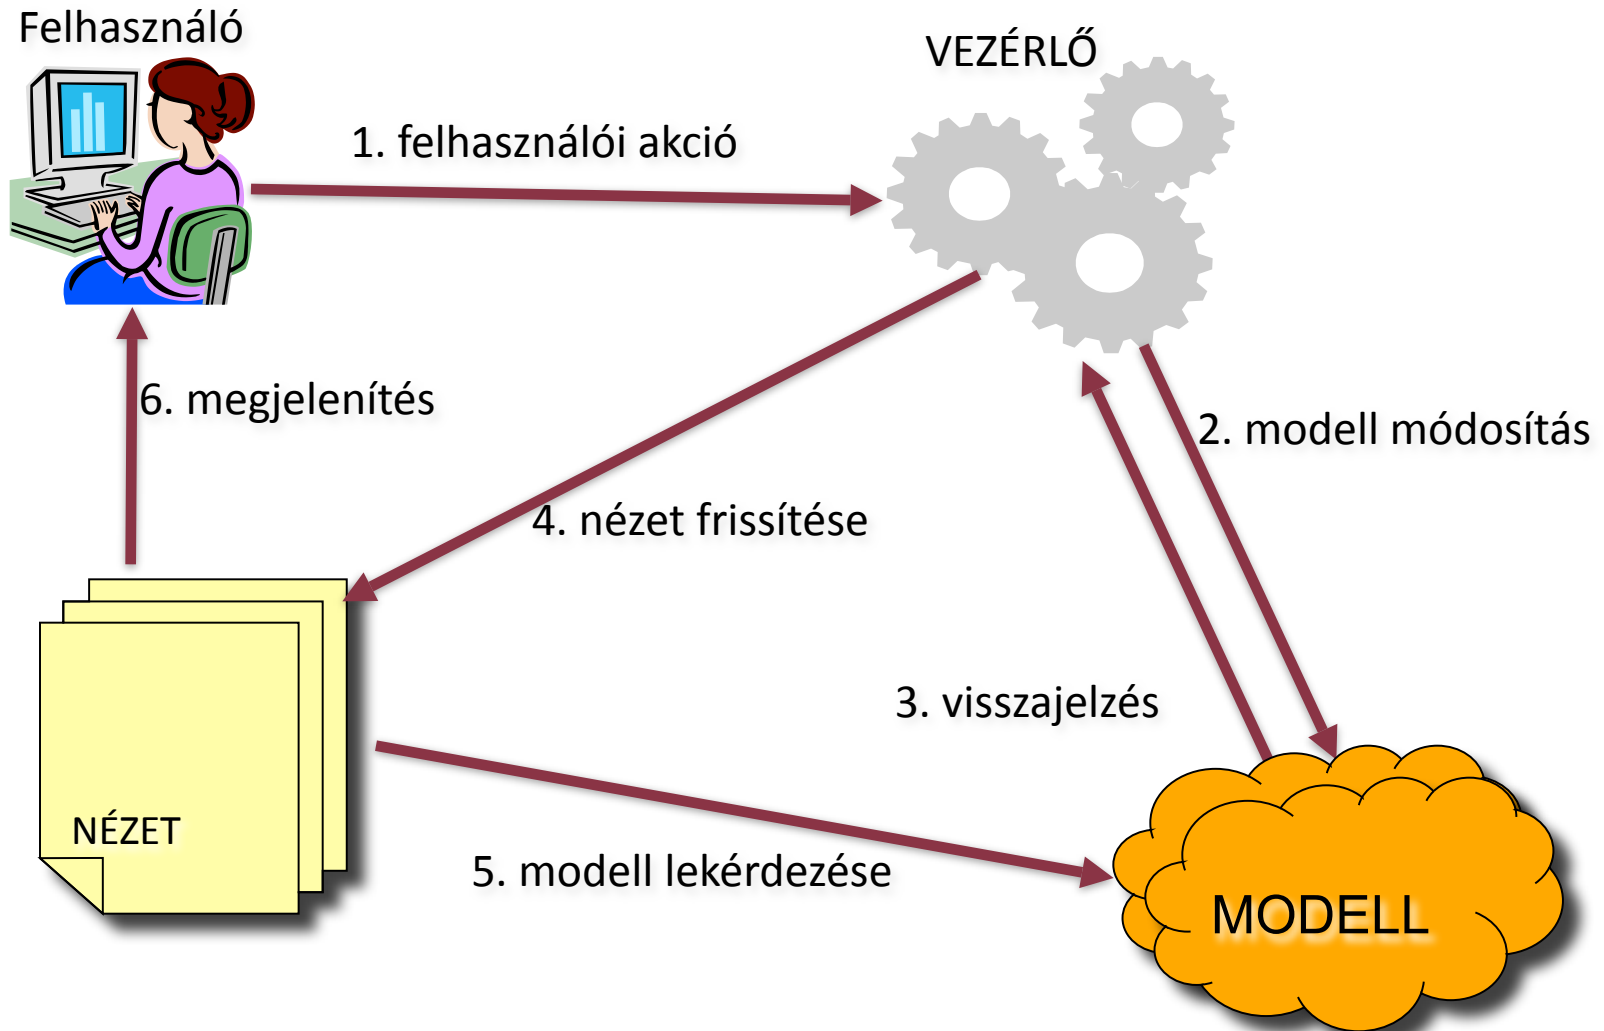 Felhasználó
VEZÉRLŐ
1. felhasználói akció
6. megjelenítés
2. modell módosítás
4. nézet frissítése
3. visszajelzés
NÉZET
5. modell lekérdezése
MODELL